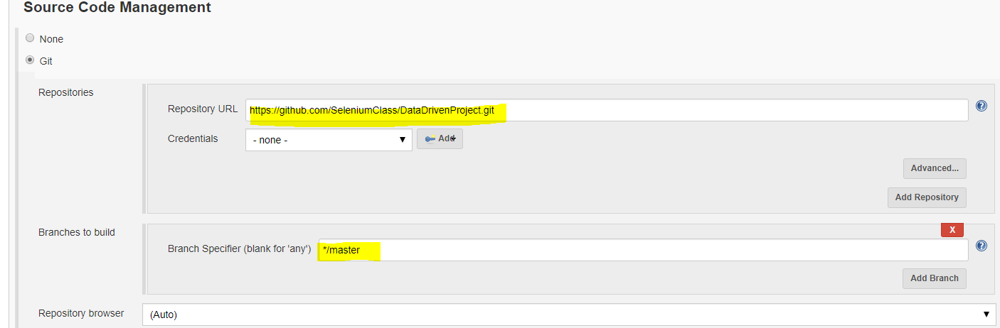 Source Code Management
None
Git
Repositories
Repository URL https://github.com/SeleniumClass/DataDrivenProject.git ?
Credentials - none - ▼ Add
Advanced...
Add Repository
Branches to build
X
Branch Specifier (blank for 'any') */master ?
Add Branch
Repository browser (Auto) ▼